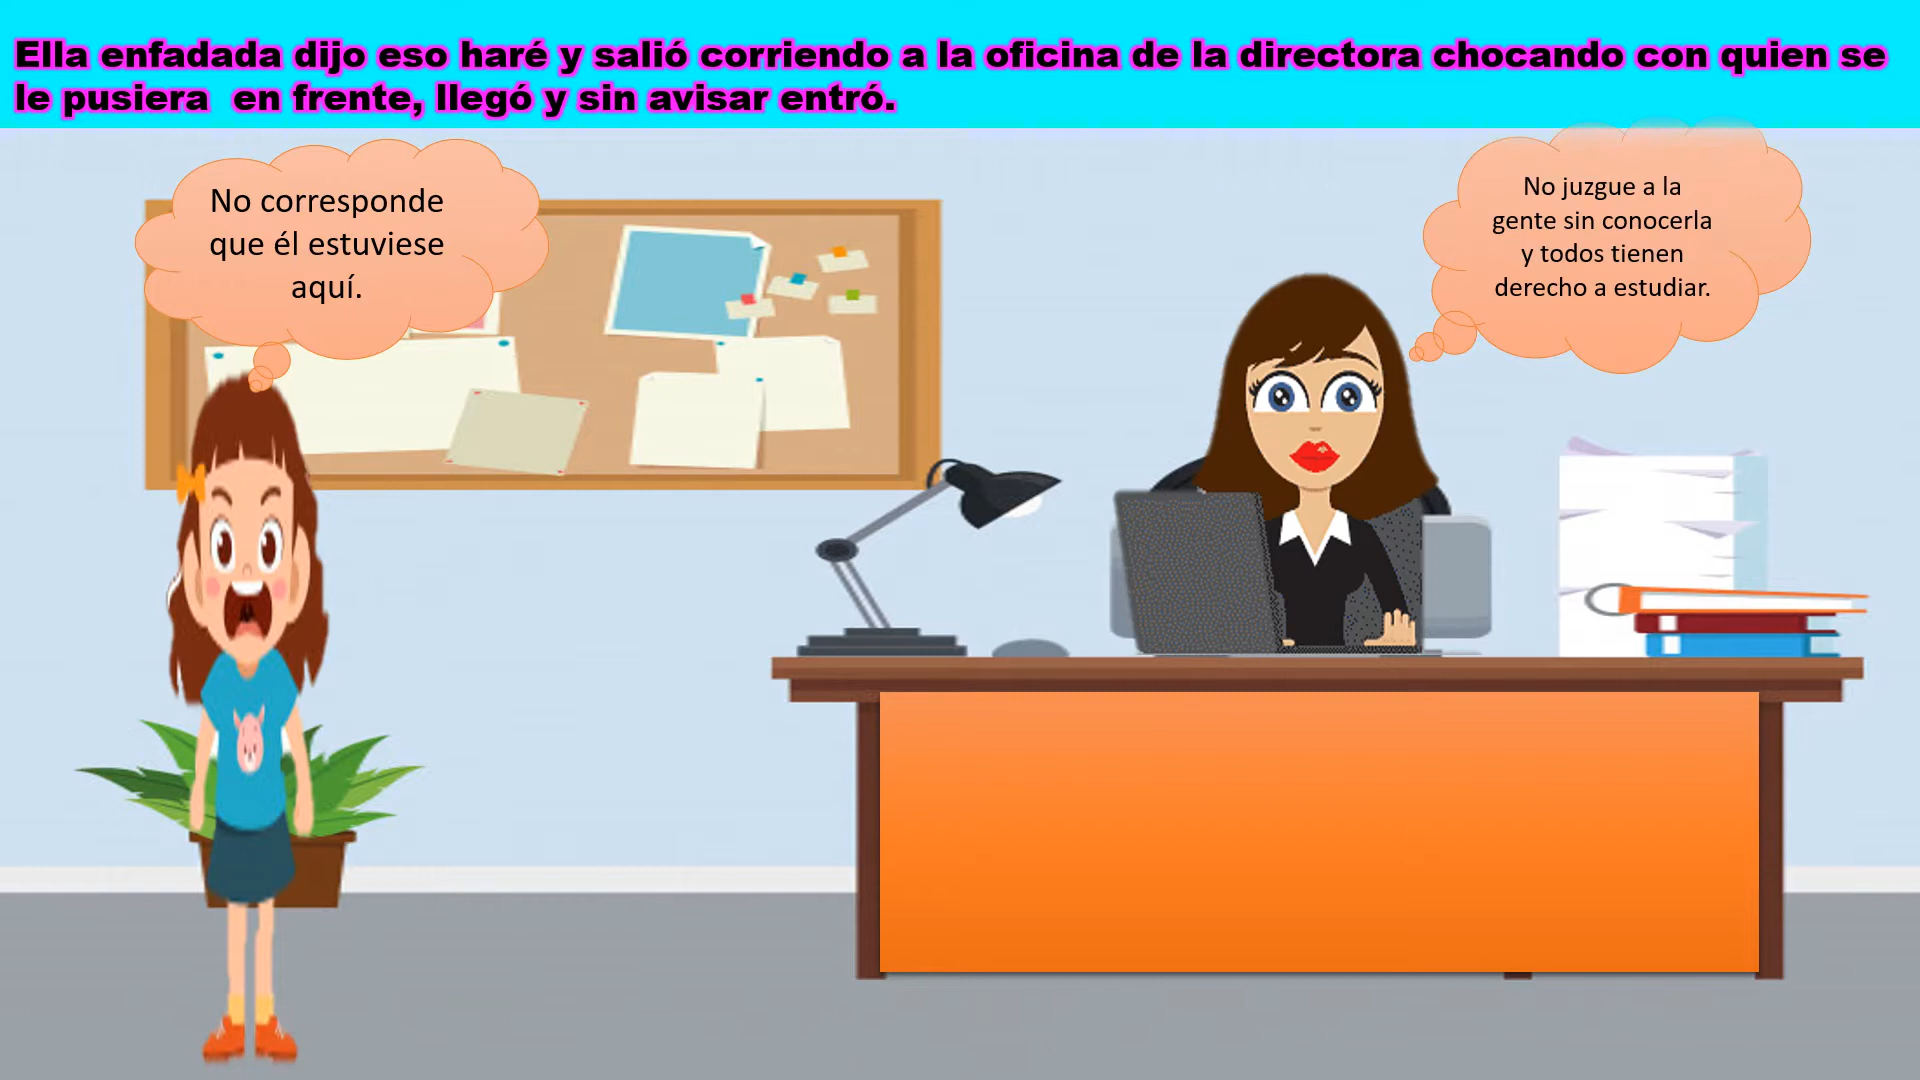 Ella enfadada dijo eso haré y salió corriendo a la oficina de la directora chocando con quien se
le pusiera  en frente, llegó y sin avisar entró.
No corresponde
que él estuviese
aquí.
No juzgue a la
gente sin conocerla
y todos tienen
derecho a estudiar.